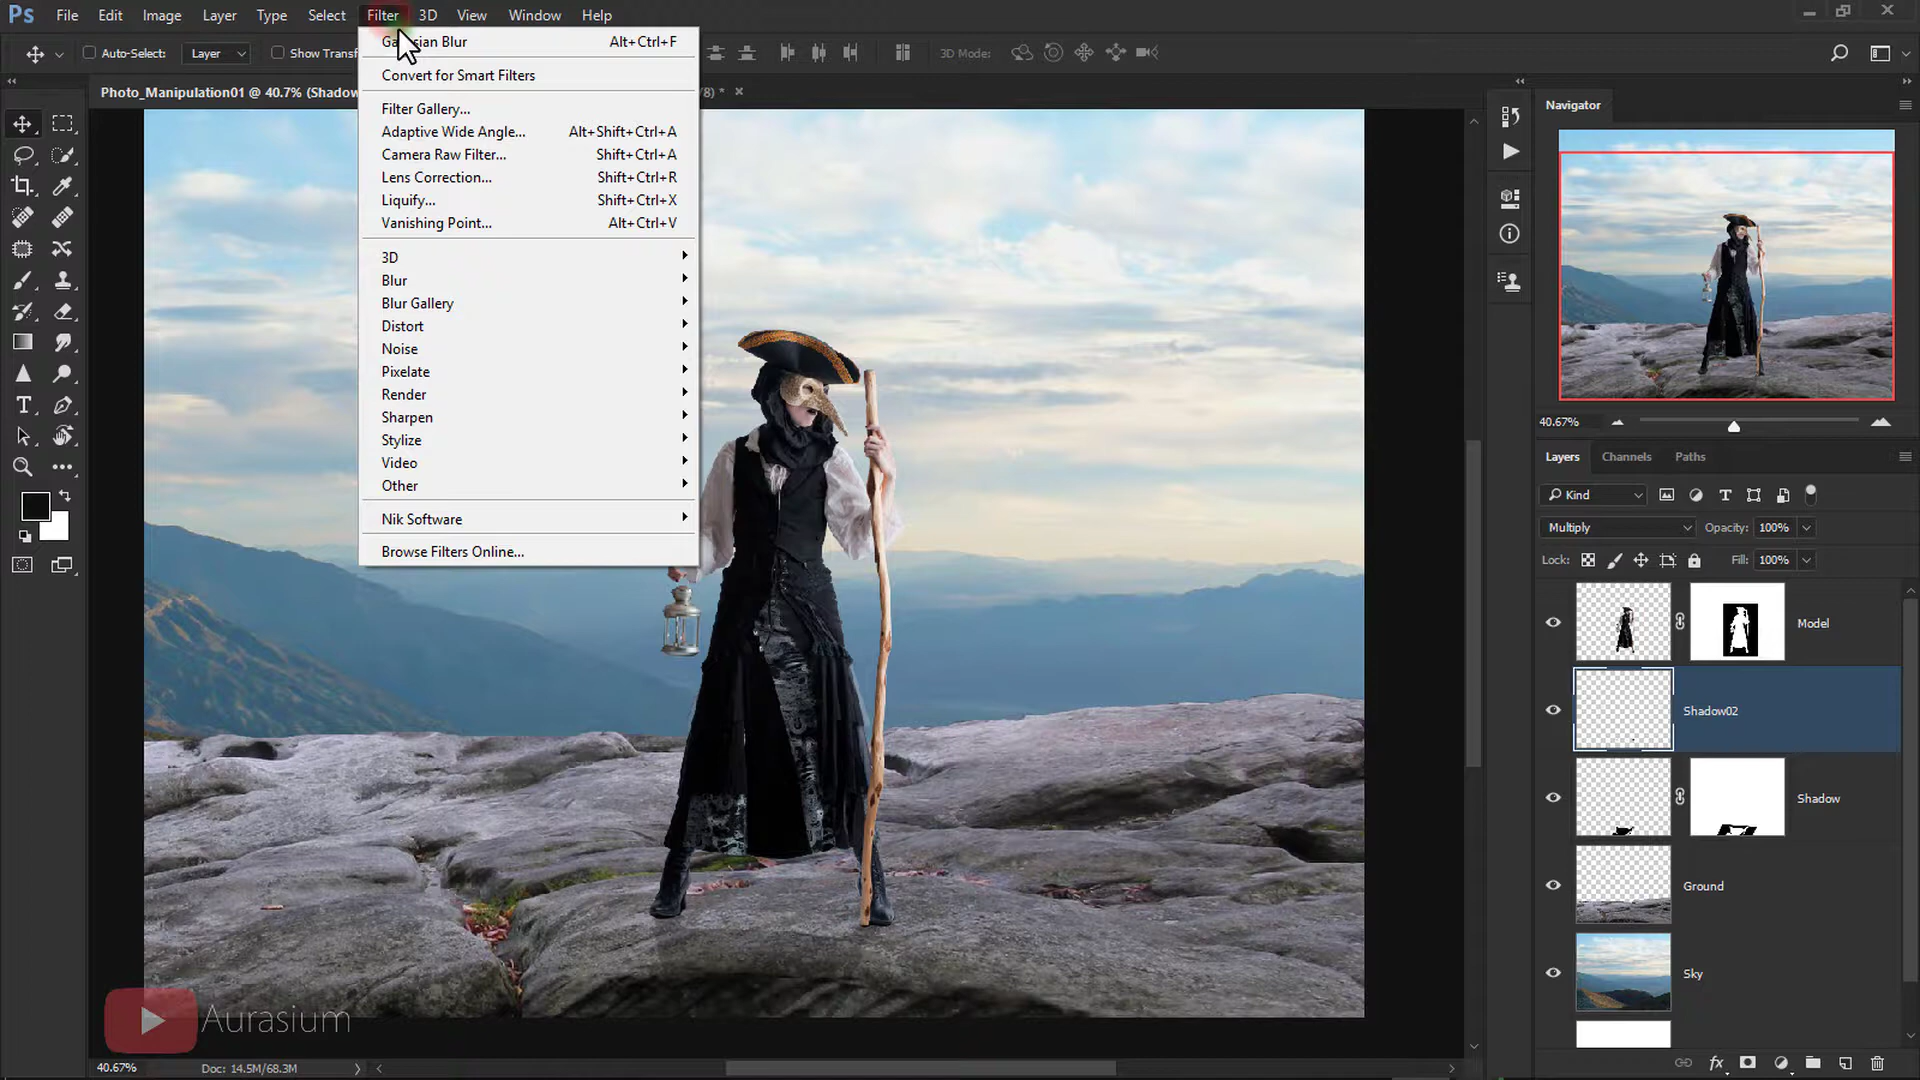 Ps File Edit Image Layer Type Select Filter 3D View Window Help
Auto-Select: Layer Show Transf 3D Mode:
Photo_Manipulation01 @ 40.7% (Shadow /8) *
Gaussian Blur Alt+Ctrl+F
Convert for Smart Filters
Filter Gallery...
Adaptive Wide Angle... Alt+Shift+Ctrl+A
Camera Raw Filter... Shift+Ctrl+A
Lens Correction... Shift+Ctrl+R
Liquify... Shift+Ctrl+X
Vanishing Point... Alt+Ctrl+V
3D
Blur
Blur Gallery
Distort
Noise
Pixelate
Render
Sharpen
Stylize
Video
Other
Nik Software
Browse Filters Online...
Navigator
40.67%
Layers Channels Paths
Kind
Multiply Opacity: 100%
Lock: Fill: 100%
Model
Shadow02
Shadow
Ground
Sky
Aurasium
40.67% Doc: 14.5M/68.3M